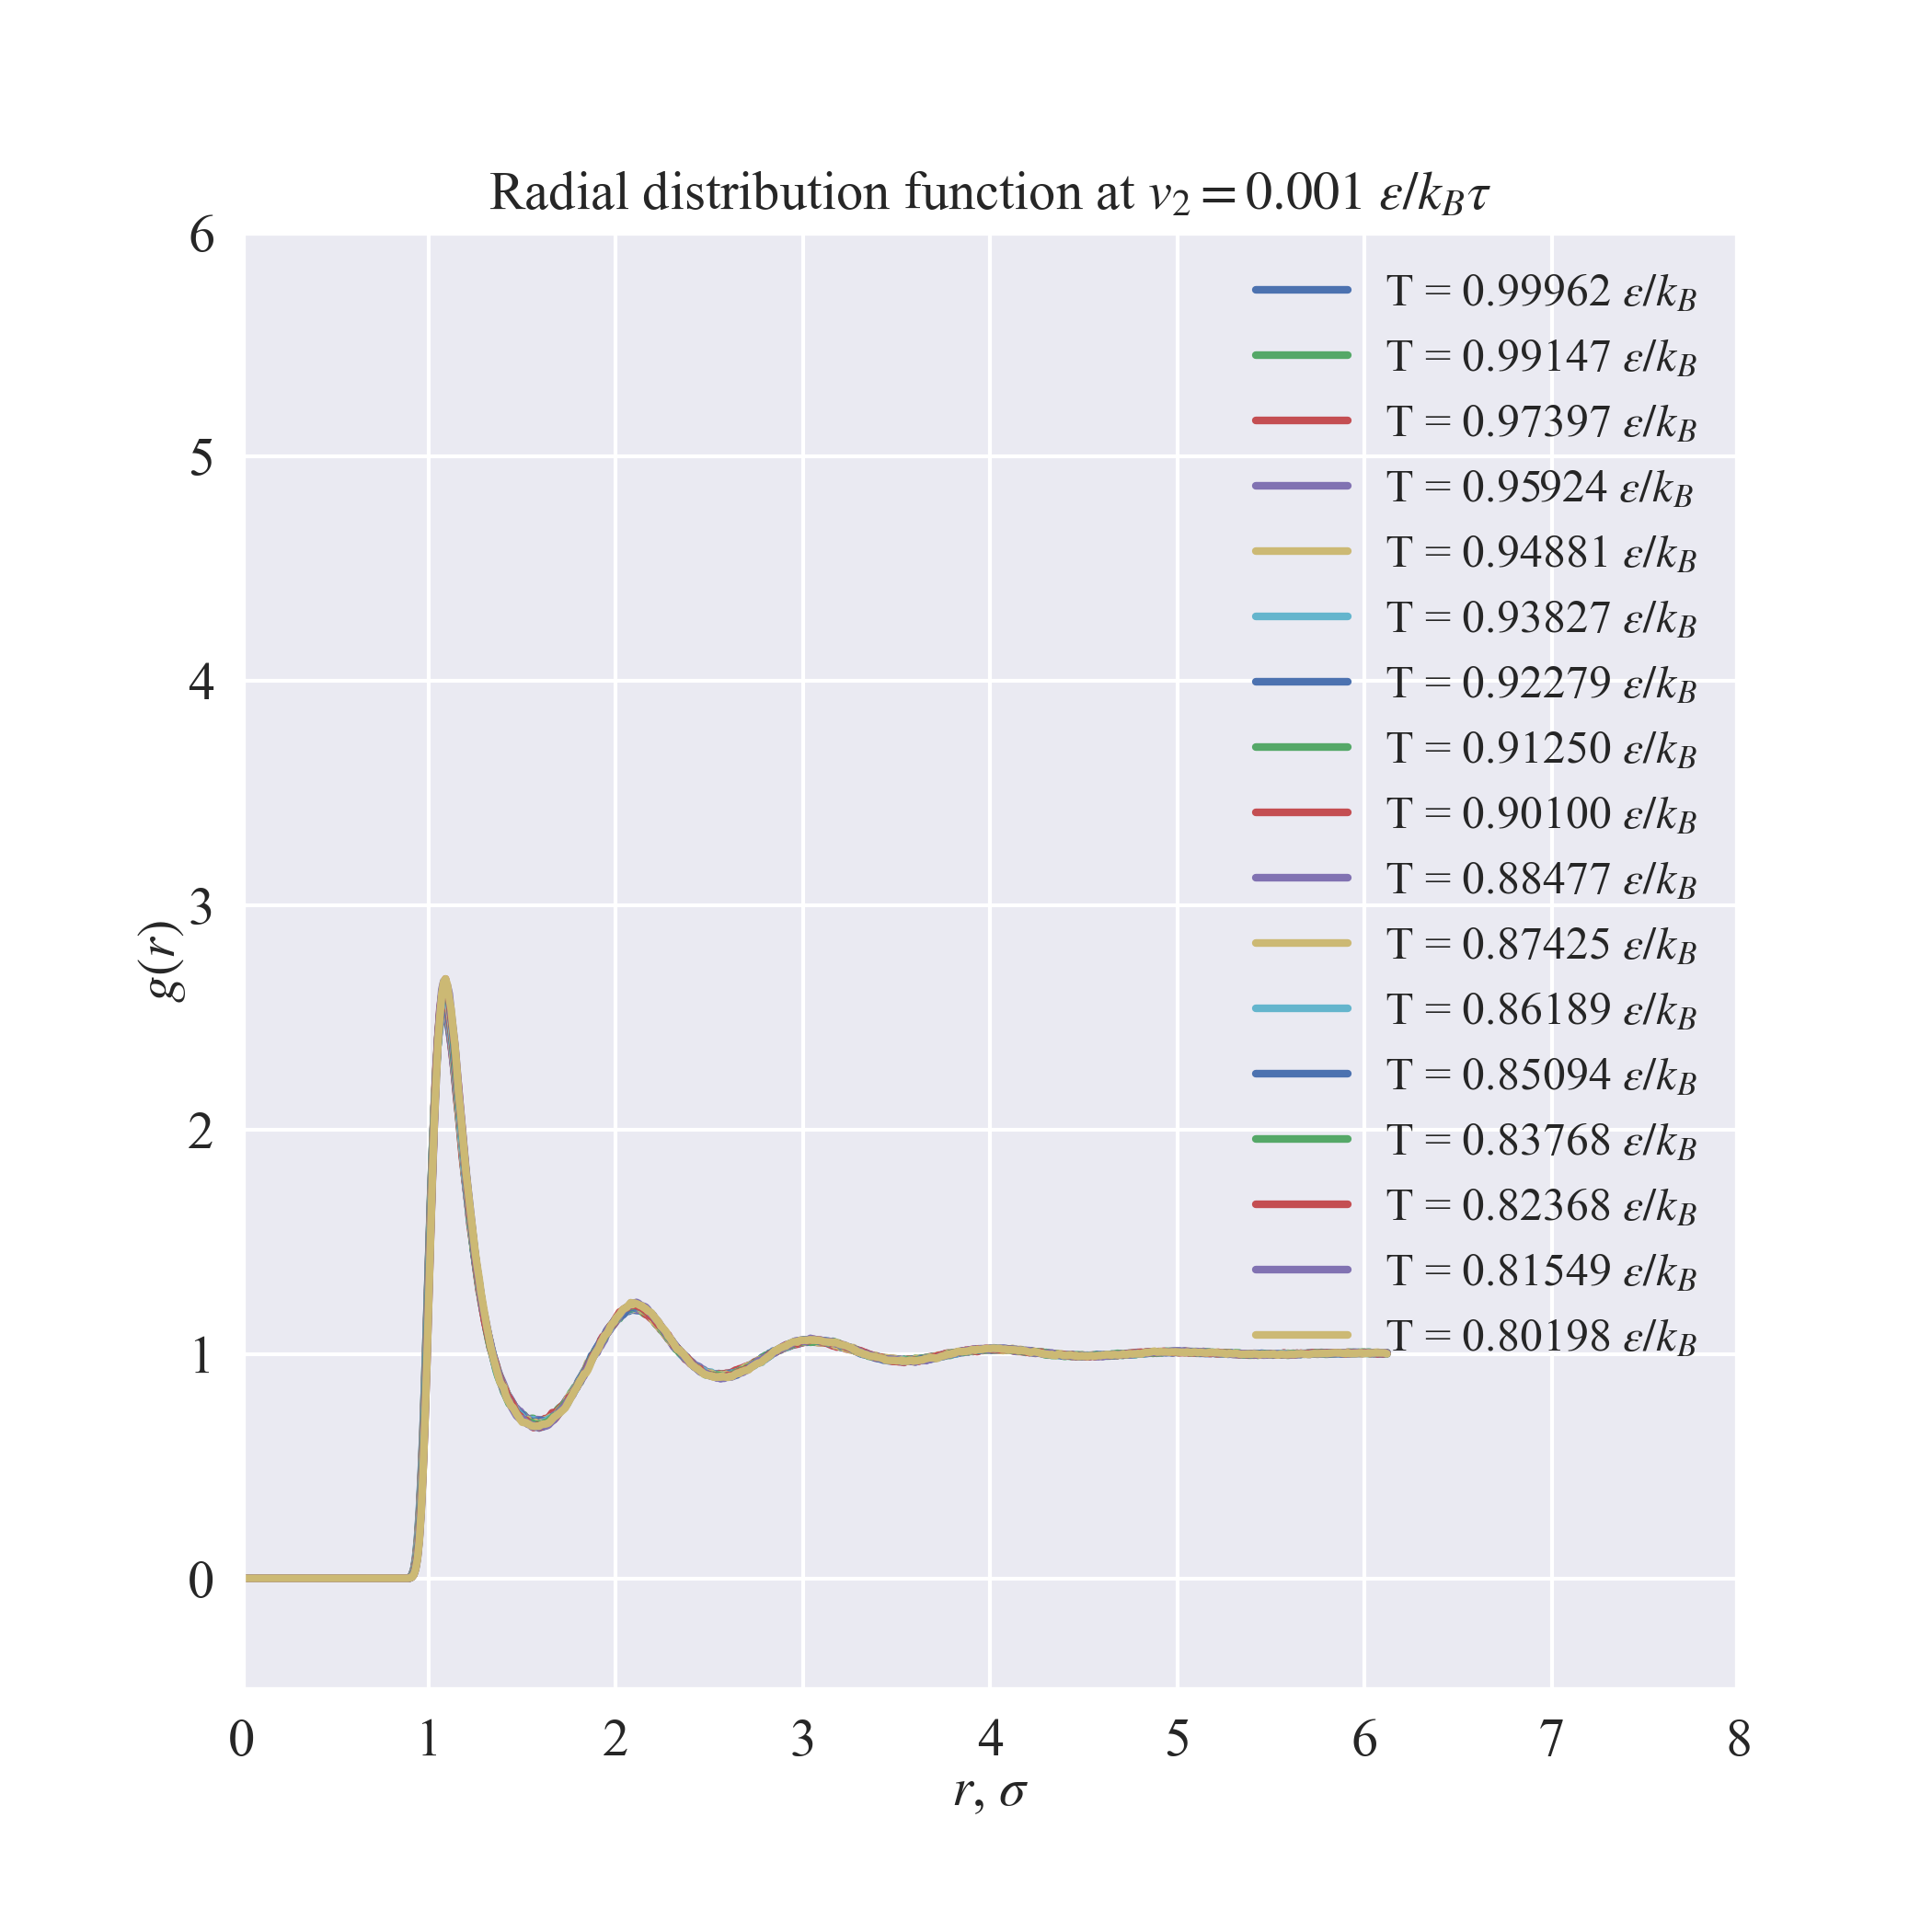 Radial distribution function at v₂ = 0.001 ε/k_Bτ
6
5
4
3
2
1
0
g(r)
T = 0.99962 ε/k_B
T = 0.99147 ε/k_B
T = 0.97397 ε/k_B
T = 0.95924 ε/k_B
T = 0.94881 ε/k_B
T = 0.93827 ε/k_B
T = 0.92279 ε/k_B
T = 0.91250 ε/k_B
T = 0.90100 ε/k_B
T = 0.88477 ε/k_B
T = 0.87425 ε/k_B
T = 0.86189 ε/k_B
T = 0.85094 ε/k_B
T = 0.83768 ε/k_B
T = 0.82368 ε/k_B
T = 0.81549 ε/k_B
T = 0.80198 ε/k_B
0 1 2 3 4 5 6 7 8
r, σ